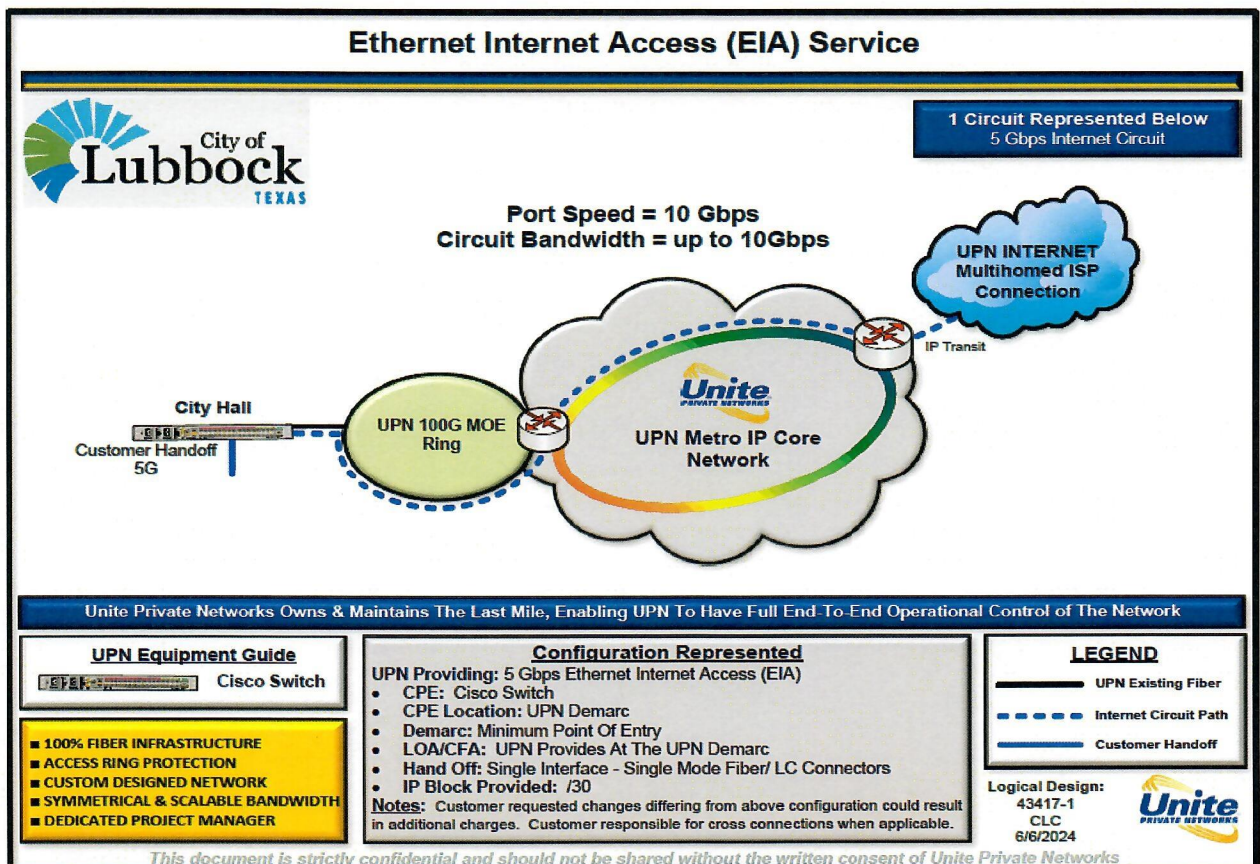 Ethernet Internet Access (EIA) Service
City of
Lubbock
TEXAS
1 Circuit Represented Below
5 Gbps Internet Circuit
Port Speed = 10 Gbps
Circuit Bandwidth = up to 10Gbps
UPN INTERNET
Multihomed ISP
Connection
IP Transit
Unite
PRIVATE NETWORKS
UPN Metro IP Core
Network
City Hall
Customer Handoff
5G
UPN 100G MOE
Ring
Unite Private Networks Owns & Maintains The Last Mile, Enabling UPN To Have Full End-To-End Operational Control of The Network
UPN Equipment Guide
Cisco Switch
■ 100% FIBER INFRASTRUCTURE
■ ACCESS RING PROTECTION
■ CUSTOM DESIGNED NETWORK
■ SYMMETRICAL & SCALABLE BANDWIDTH
■ DEDICATED PROJECT MANAGER
Configuration Represented
UPN Providing: 5 Gbps Ethernet Internet Access (EIA)
• CPE: Cisco Switch
• CPE Location: UPN Demarc
• Demarc: Minimum Point Of Entry
• LOA/CFA: UPN Provides At The UPN Demarc
• Hand Off: Single Interface - Single Mode Fiber/ LC Connectors
• IP Block Provided: /30
Notes: Customer requested changes differing from above configuration could result
in additional charges. Customer responsible for cross connections when applicable.
LEGEND
UPN Existing Fiber
Internet Circuit Path
Customer Handoff
Logical Design:
43417-1
CLC
6/6/2024
Unite
PRIVATE NETWORKS
This document is strictly confidential and should not be shared without the written consent of Unite Private Networks